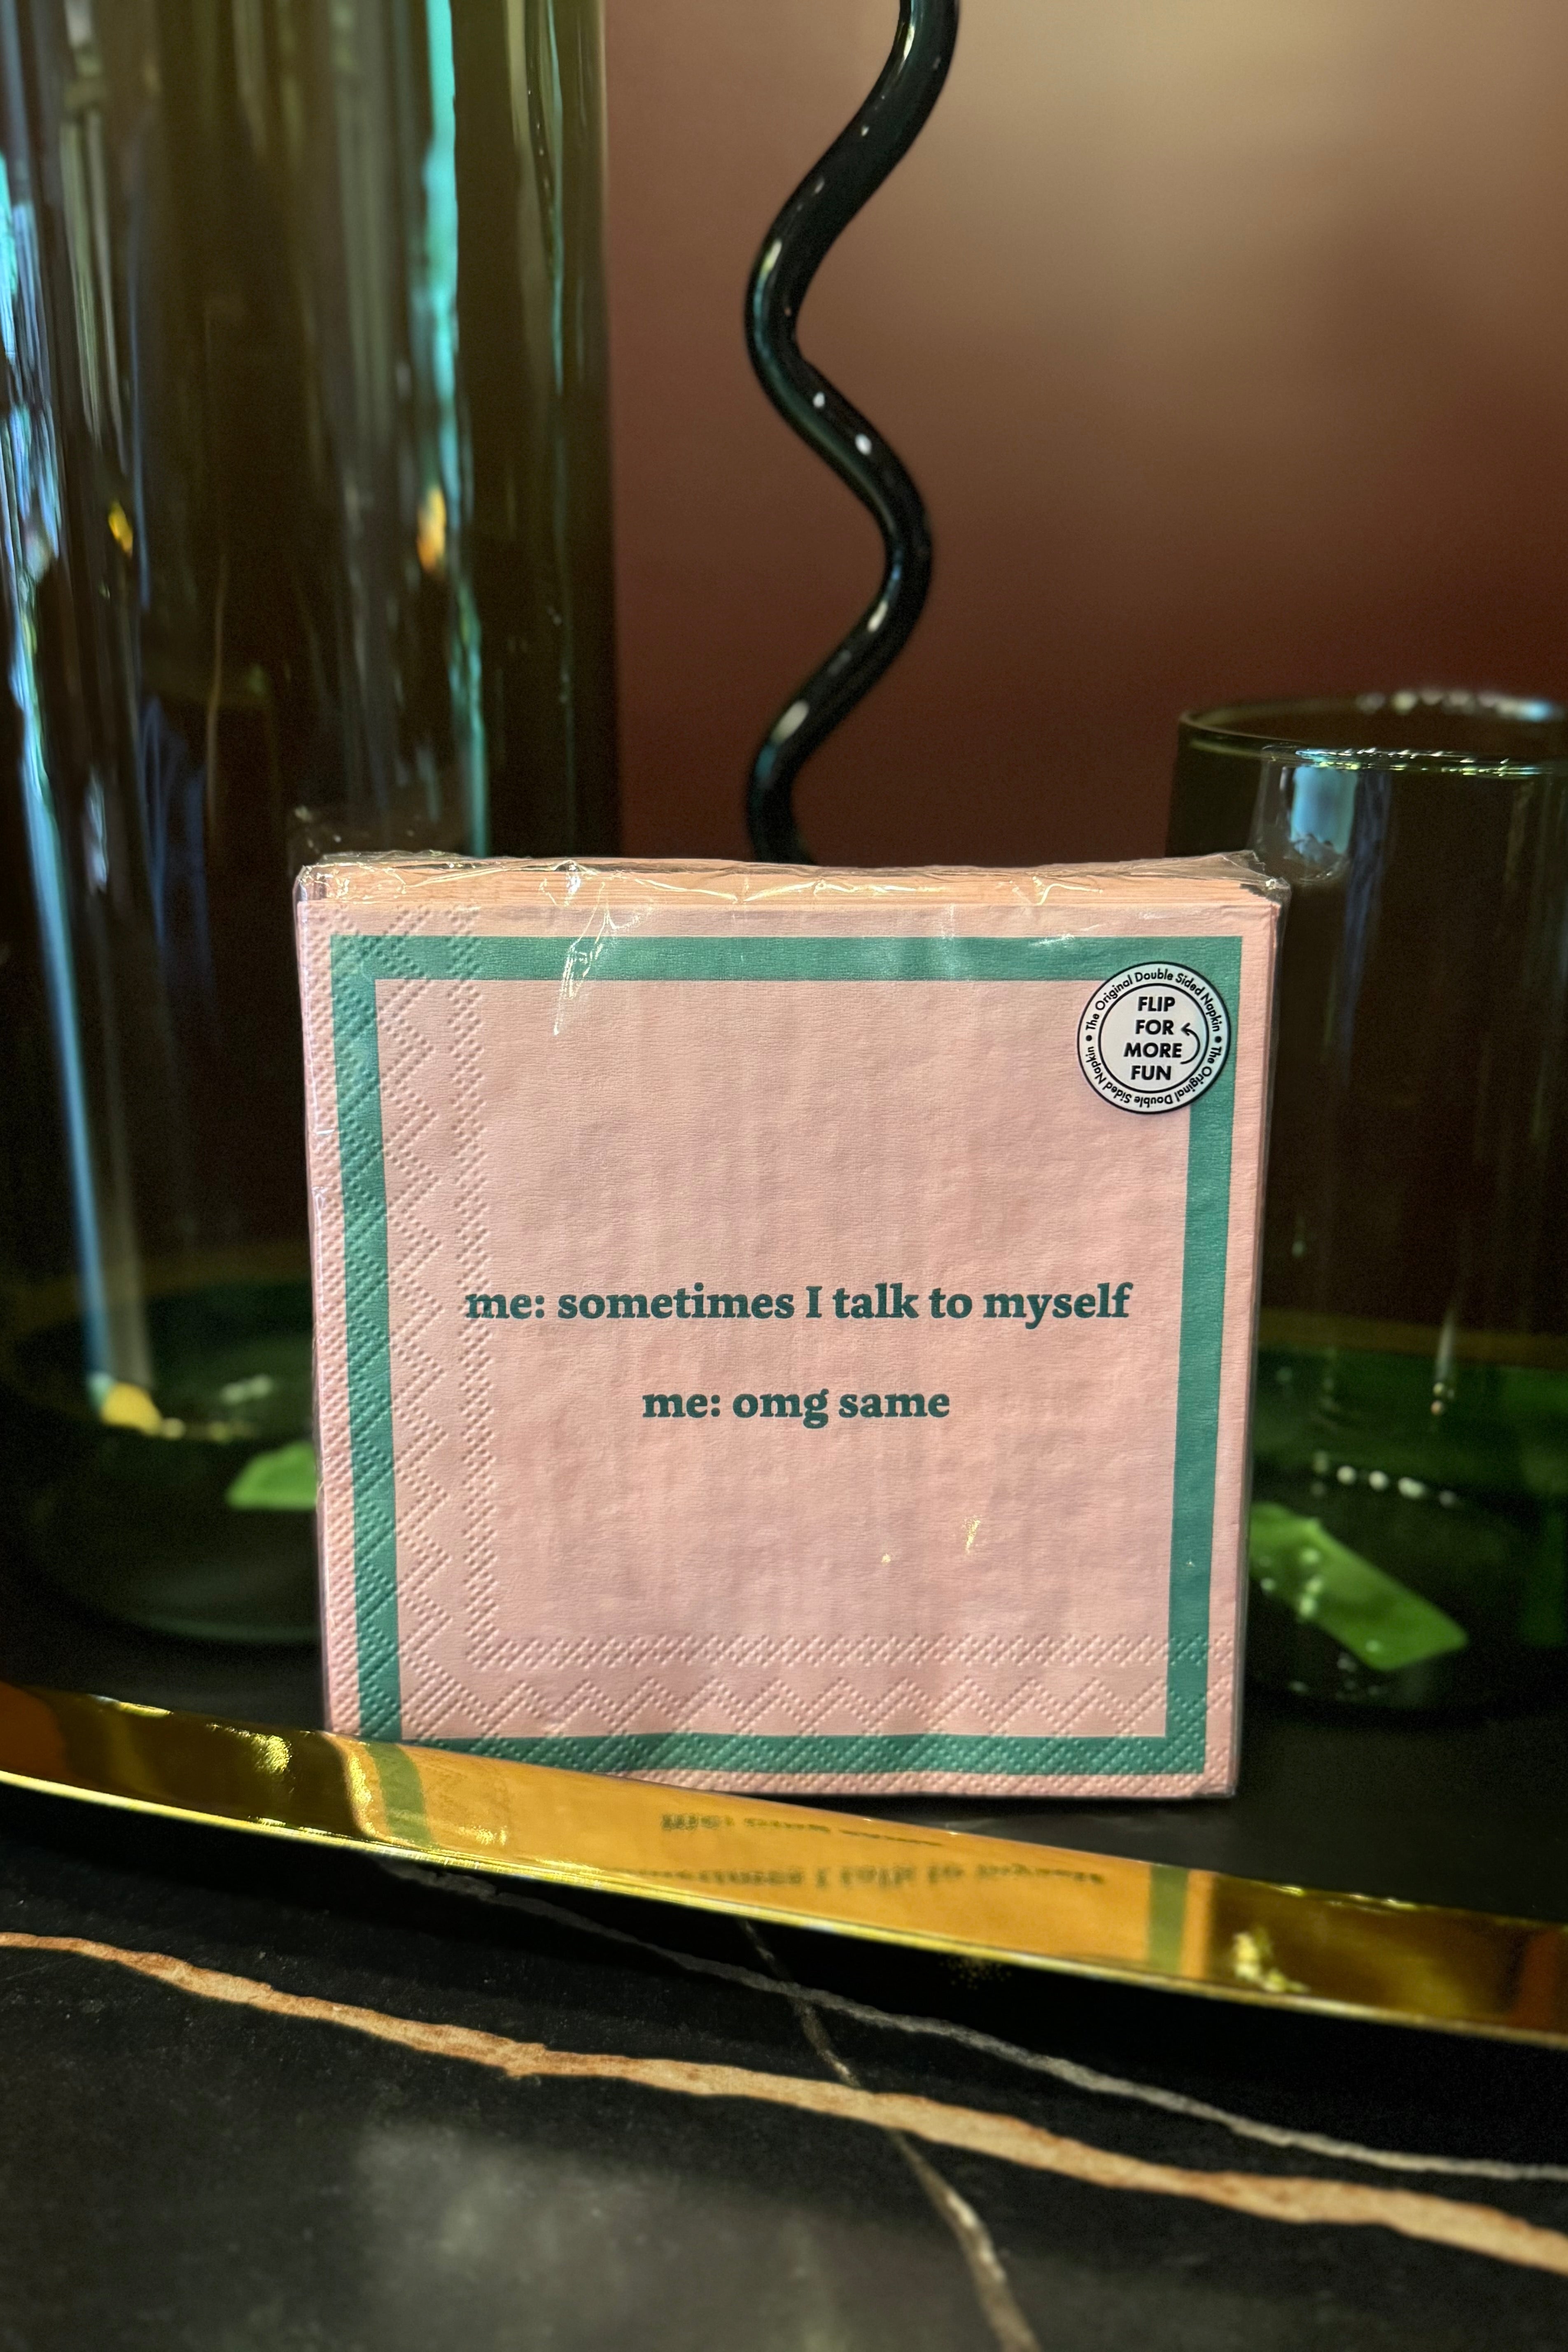 The Original Double Sided Napkin • The Original Double Sided Napkin •
FLIP
FOR
MORE
FUN
me: sometimes I talk to myself
me: omg same